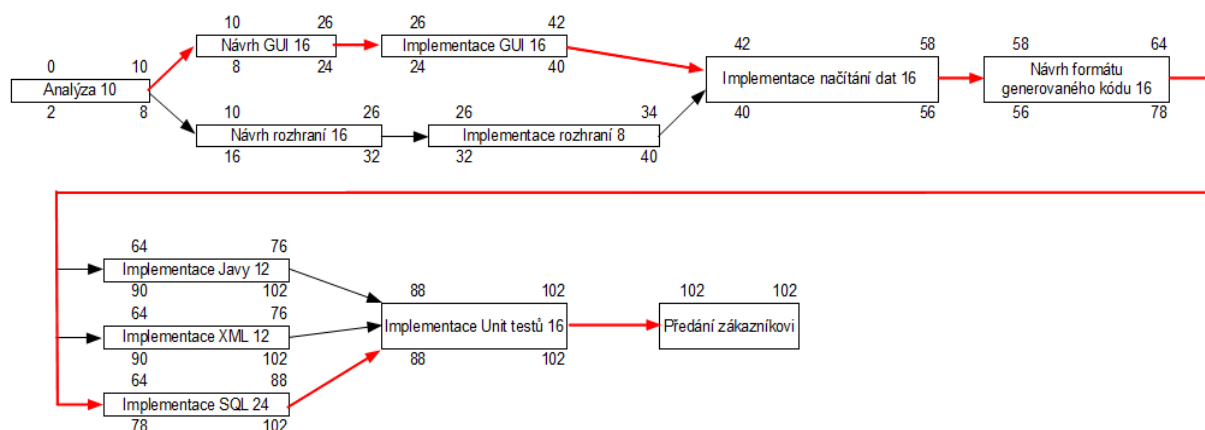 10 26 26 42
0 10 Návrh GUI 16 Implementace GUI 16 42 58 58 64
8 24 24 40
Analýza 10 Implementace načítání dat 16 Návrh formátu
generovaného kódu 16
2 8 10 26 26 34 40 56 56 78
Návrh rozhraní 16 Implementace rozhraní 8
16 32 32 40
64 76
Implementace Javy 12
90 102 88 102 102 102
64 76
Implementace XML 12 Implementace Unit testů 16 Předání zákazníkovi
90 102 88 102
64 88
Implementace SQL 24
78 102